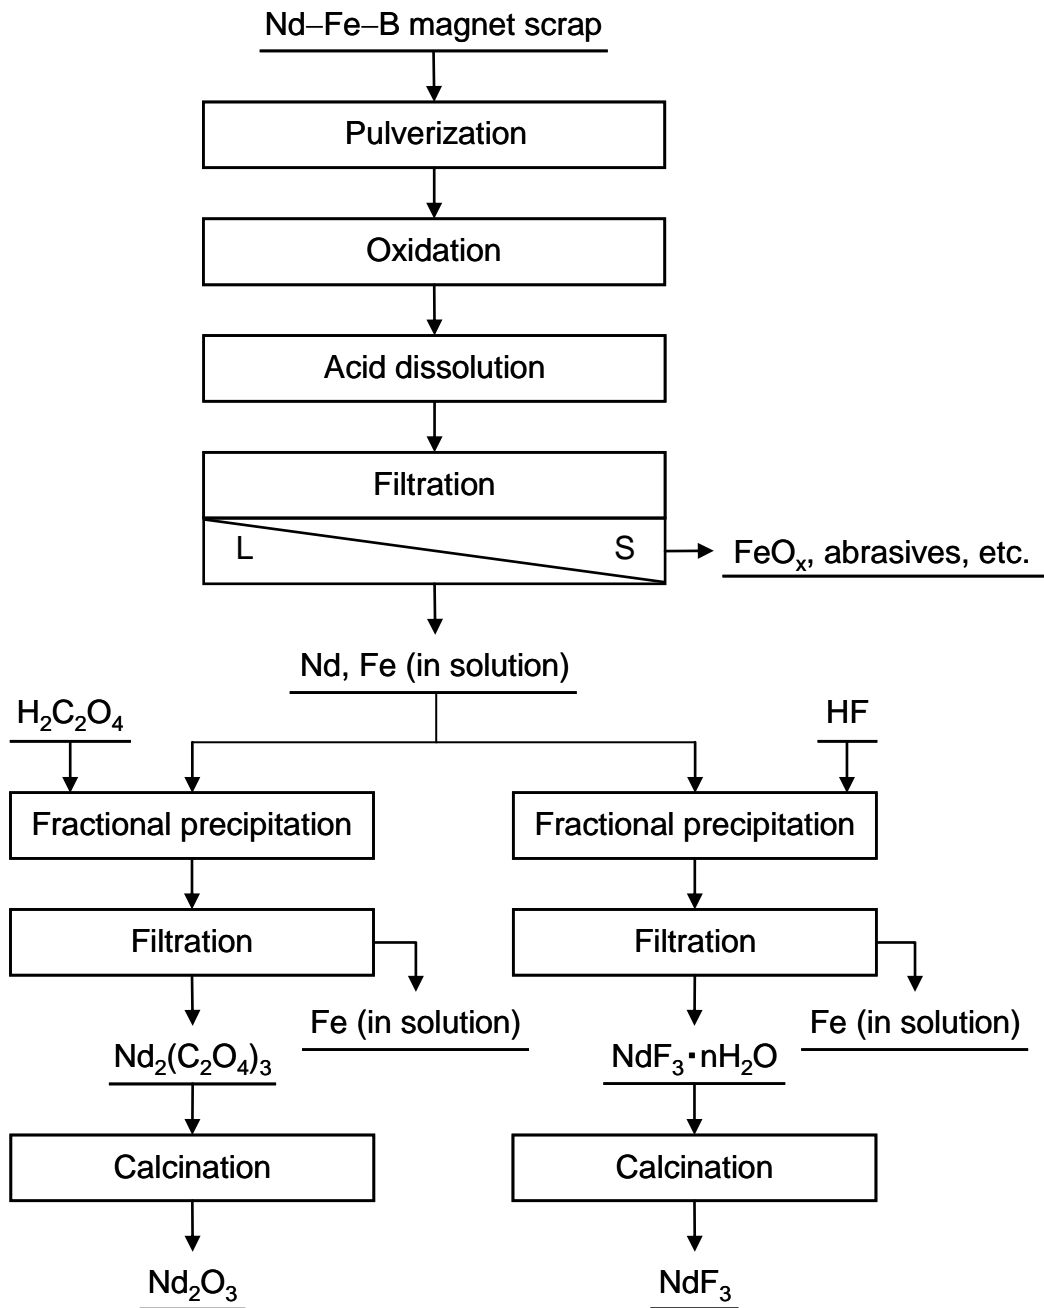 Nd–Fe–B magnet scrap
Pulverization
Oxidation
Acid dissolution
Filtration
L
S
FeOₓ, abrasives, etc.
Nd, Fe (in solution)
H₂C₂O₄
HF
Fractional precipitation
Fractional precipitation
Filtration
Filtration
Fe (in solution)
Fe (in solution)
Nd₂(C₂O₄)₃
NdF₃·nH₂O
Calcination
Calcination
Nd₂O₃
NdF₃